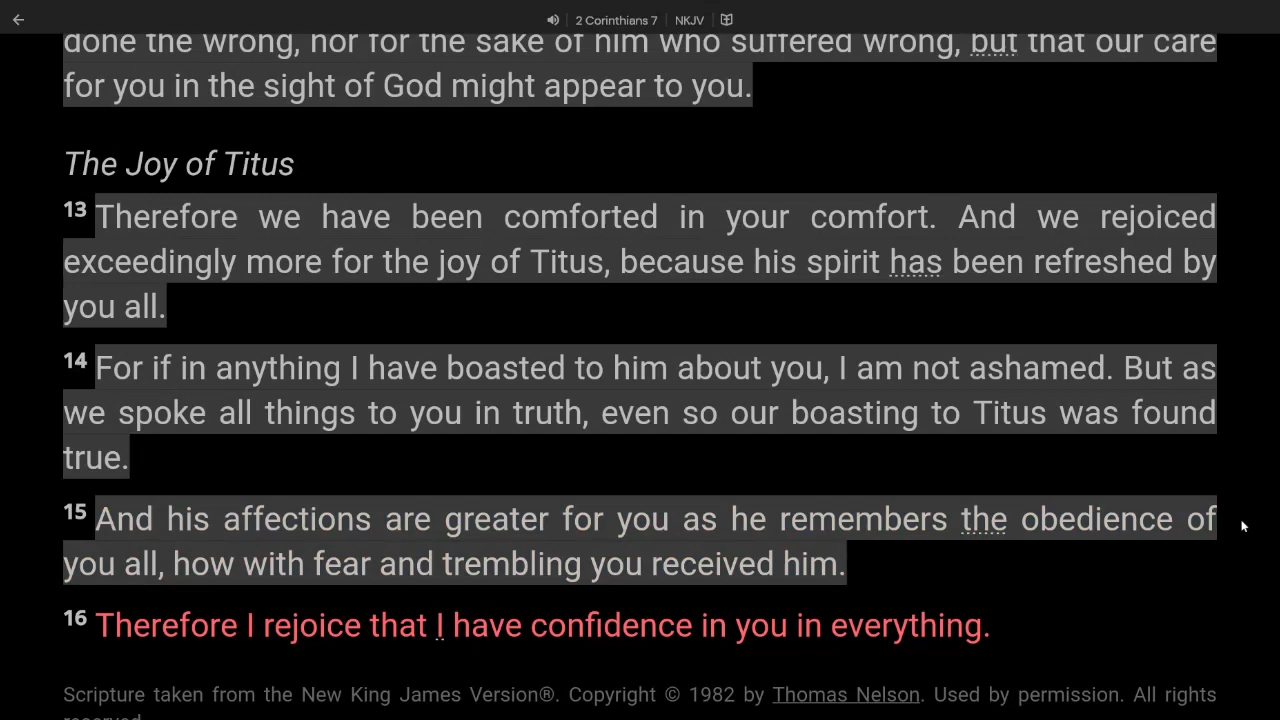 2 Corinthians 7 NKJV
done the wrong, nor for the sake of him who suffered wrong, but that our care
for you in the sight of God might appear to you.
The Joy of Titus
13 Therefore we have been comforted in your comfort. And we rejoiced
exceedingly more for the joy of Titus, because his spirit has been refreshed by
you all.
14 For if in anything I have boasted to him about you, I am not ashamed. But as
we spoke all things to you in truth, even so our boasting to Titus was found
true.
15 And his affections are greater for you as he remembers the obedience of
you all, how with fear and trembling you received him.
16 Therefore I rejoice that I have confidence in you in everything.
Scripture taken from the New King James Version®. Copyright © 1982 by Thomas Nelson. Used by permission. All rights
reserved